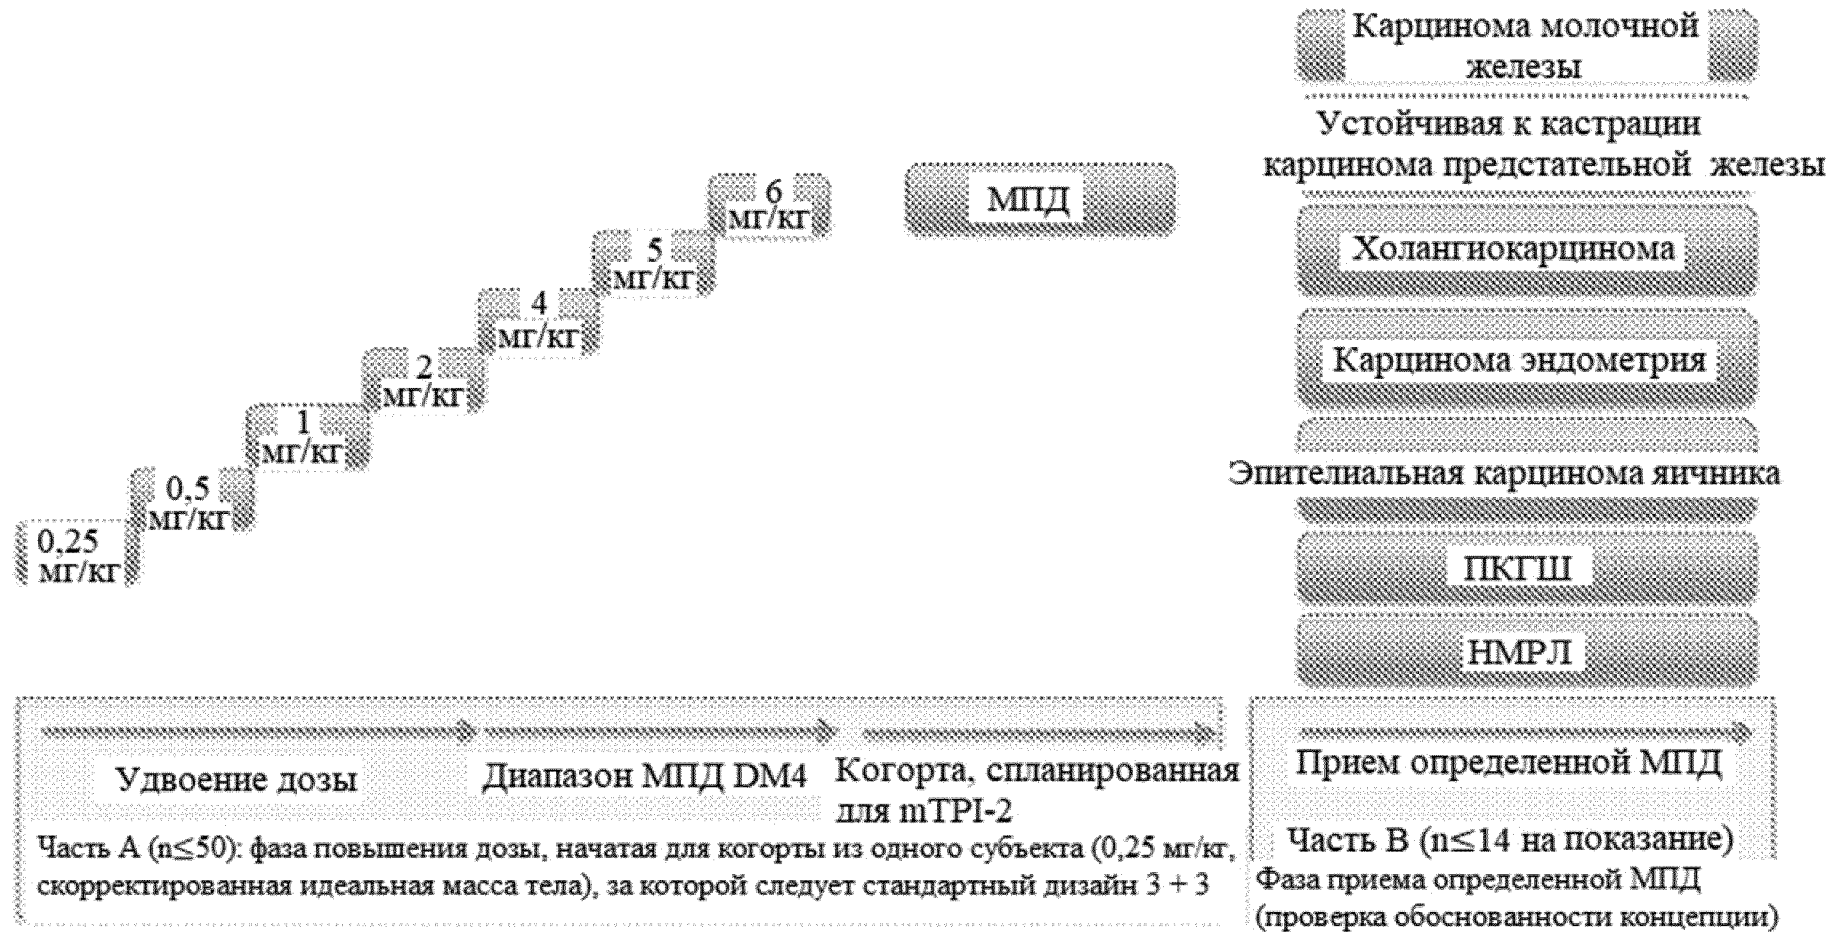 Карцинома молочной
железы
Устойчивая к кастрации
карцинома предстательной железы
Холангиокарцинома
Карцинома эндометрия
Эпителиальная карцинома яичника
ПКГШ
НМРЛ
МПД
6
мг/кг
5
мг/кг
4
мг/кг
2
мг/кг
1
мг/кг
0,5
мг/кг
0,25
мг/кг
Удвоение дозы
Диапазон МПД DM4
Когорта, спланированная
для mTPI-2
Часть A (n≤50): фаза повышения дозы, начатая для когорты из одного субъекта (0,25 мг/кг,
скорректированная идеальная масса тела), за которой следует стандартный дизайн 3 + 3
Прием определенной МПД
Часть B (n≤14 на показание)
Фаза приема определенной МПД
(проверка обоснованности концепции)